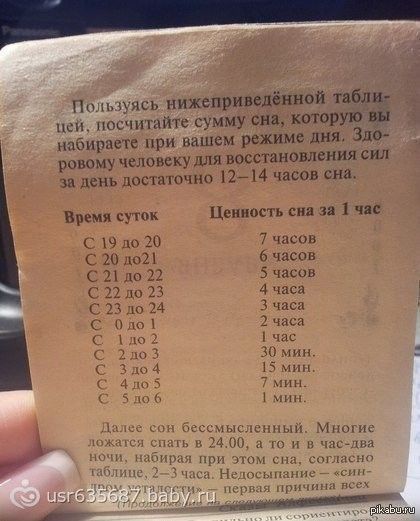 Пользуясь нижеприведённой табли-
цей, посчитайте сумму сна, которую вы
набираете при вашем режиме дня. Здо-
ровому человеку для восстановления сил
за день достаточно 12—14 часов сна.
Время суток Ценность сна за 1 час
С 19 до 20 7 часов
С 20 до21 6 часов
С 21 до 22 5 часов
С 22 до 23 4 часа
С 23 до 24 3 часа
С 0 до 1 2 часа
С 1 до 2 1 час
С 2 до 3 30 мин.
С 3 до 4 15 мин.
С 4 до 5 7 мин.
С 5 до 6 1 мин.
Далее сон бессмысленный. Многие
ложатся спать в 24.00, а то и в час-два
ночи, набирая при этом сна, согласно
таблице, 2—3 часа. Недосыпание — «син-
дром усталости» — первая причина всех
usr635687.baby.ru
pikabu.ru